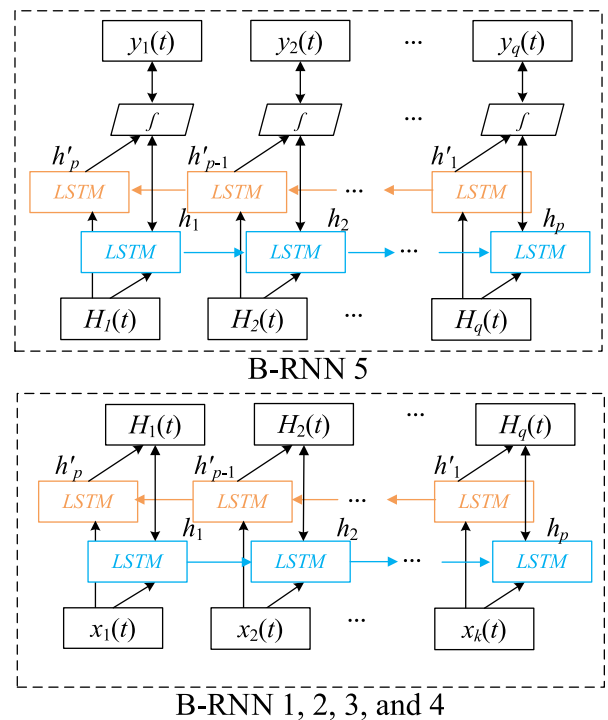 y1(t) y2(t) ... yq(t)
∫ ∫ ... ∫
h'p h'p-1 h'1
LSTM LSTM ... LSTM
h1 h2 hp
LSTM LSTM ... LSTM
H1(t) H2(t) ... Hq(t)
B-RNN 5
...
H1(t) H2(t) Hq(t)
h'p h'p-1 h'1
LSTM LSTM ... LSTM
h1 h2 hp
LSTM LSTM ... LSTM
x1(t) x2(t) ... xk(t)
B-RNN 1, 2, 3, and 4